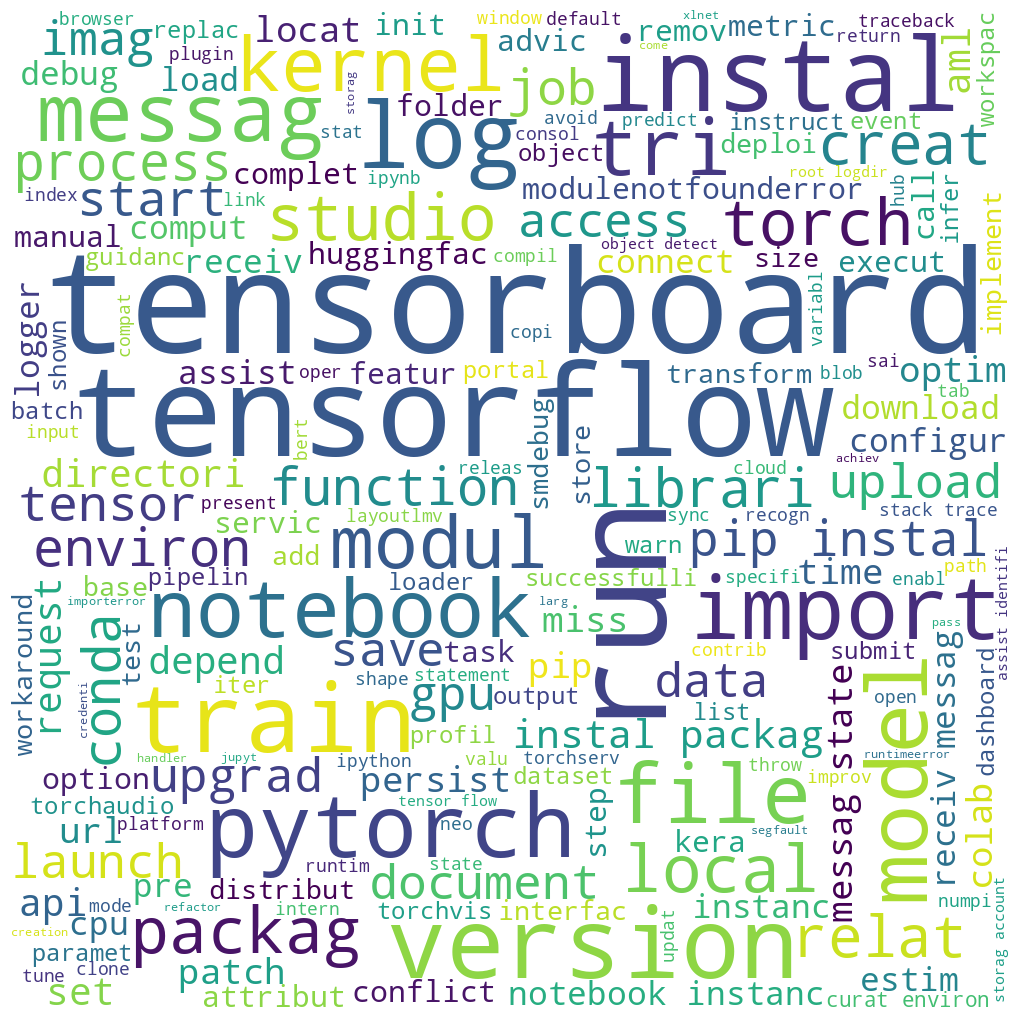 browser
imag
replac
locat
init
window
default
xlnet
remov
metric
traceback
return
come
advic
plugin
debug
load
kernel
storag
folder
job
instal
aml
workspac
messag
log
stat
avoid
consol
predict
instruct
event
tri
deploi
creat
process
complet
ipynb
object
root logdir
hub
index
start
link
modulenotfounderror
call
infer
manual
comput
studio
access
torch
object detect
guidanc
receiv
huggingfac
compil
connect
size
execut
implement
tensorboard
logger
shown
compat
copi
variabl
assist
oper
featur
portal
transform
blob
sai
optim
tab
tensorflow
batch
input
download
configur
achiev
bert
smdebug
store
directori
releas
function
librari
cloud
upload
tensor
present
servic
layoutlmv
run
sync
recogn
stack trace
environ
add
modul
warn
pip instal
base
pipelin
loader
successfulli
specifi
time
enabl
path
assist identifi
importerror
notebook
larg
miss
import
pass
workaround
request
conda
test
depend
save
task
pip
contrib
submit
credenti
iter
shape
statement
gpu
output
data
messag state
model
open
receiv messag
dashboard
train
profil
list
handler
jupyt
ipython
valu
torchserv
instal packag
runtimeerror
option
upgrad
persist
dataset
throw
improv
file
colab
torchaudio
tensor flow
step
url
platform
pytorch
neo
segfault
kera
launch
runtim
state
local
pre
distribut
document
numpi
api
mode
refactor
intern
torchvis
interfac
instanc
storag account
creation
cpu
packag
version
updat
relat
paramet
tune
clone
patch
estim
set
attribut
conflict
notebook instanc
curat environ